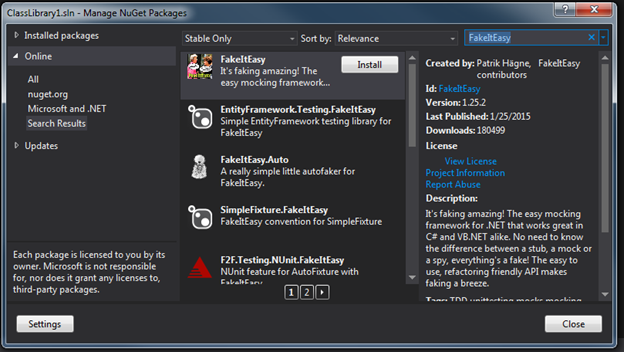 ClassLibrary1.sln - Manage NuGet Packages
Installed packages
Online
All
nuget.org
Microsoft and .NET
Search Results
Updates
Each package is licensed to you by its
owner. Microsoft is not responsible
for, nor does it grant any licenses to,
third-party packages.
Settings
Stable Only
Sort by: Relevance
FakeItEasy
FakeItEasy
It's faking amazing! The
easy mocking framework...
Install
EntityFramework.Testing.FakeItEasy
Simple EntityFramework testing library for
FakeItEasy
FakeItEasy.Auto
A really simple little autofaker for
FakeItEasy.
SimpleFixture.FakeItEasy
FakeItEasy convention for SimpleFixture
F2F.Testing.NUnit.FakeItEasy
NUnit feature for AutoFixture with
FakeItEasy
1 2
Created by: Patrik Hägne, FakeItEasy
contributors
Id: FakeItEasy
Version: 1.25.2
Last Published: 1/25/2015
Downloads: 180499
License
View License
Project Information
Report Abuse
Description:
It's faking amazing! The easy mocking
framework for .NET that works great in
C# and VB.NET alike. No need to know
the difference between a stub, a mock or
a spy, everything's a fake! The easy to
use, refactoring friendly API makes
faking a breeze.
Tags: TDD unittesting mocks mocking
Close